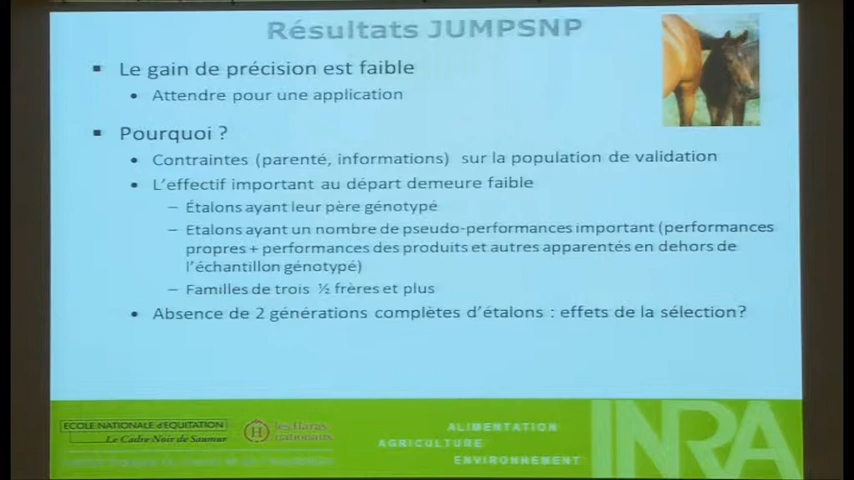 Résultats JUMPSNP
▪ Le gain de précision est faible
• Attendre pour une application
▪ Pourquoi ?
• Contraintes (parenté, informations) sur la population de validation
• L'effectif important au départ demeure faible
– Étalons ayant leur père génotypé
– Etalons ayant un nombre de pseudo-performances important (performances
propres + performances des produits et autres apparentés en dehors de
l'échantillon génotypé)
– Familles de trois ½ frères et plus
• Absence de 2 générations complètes d'étalons : effets de la sélection?
ECOLE NATIONALE D'EQUITATION
Le Cadre Noir de Saumur
H
les Haras
nationaux
ALIMENTATION
AGRICULTURE
ENVIRONNEMENT
INRA